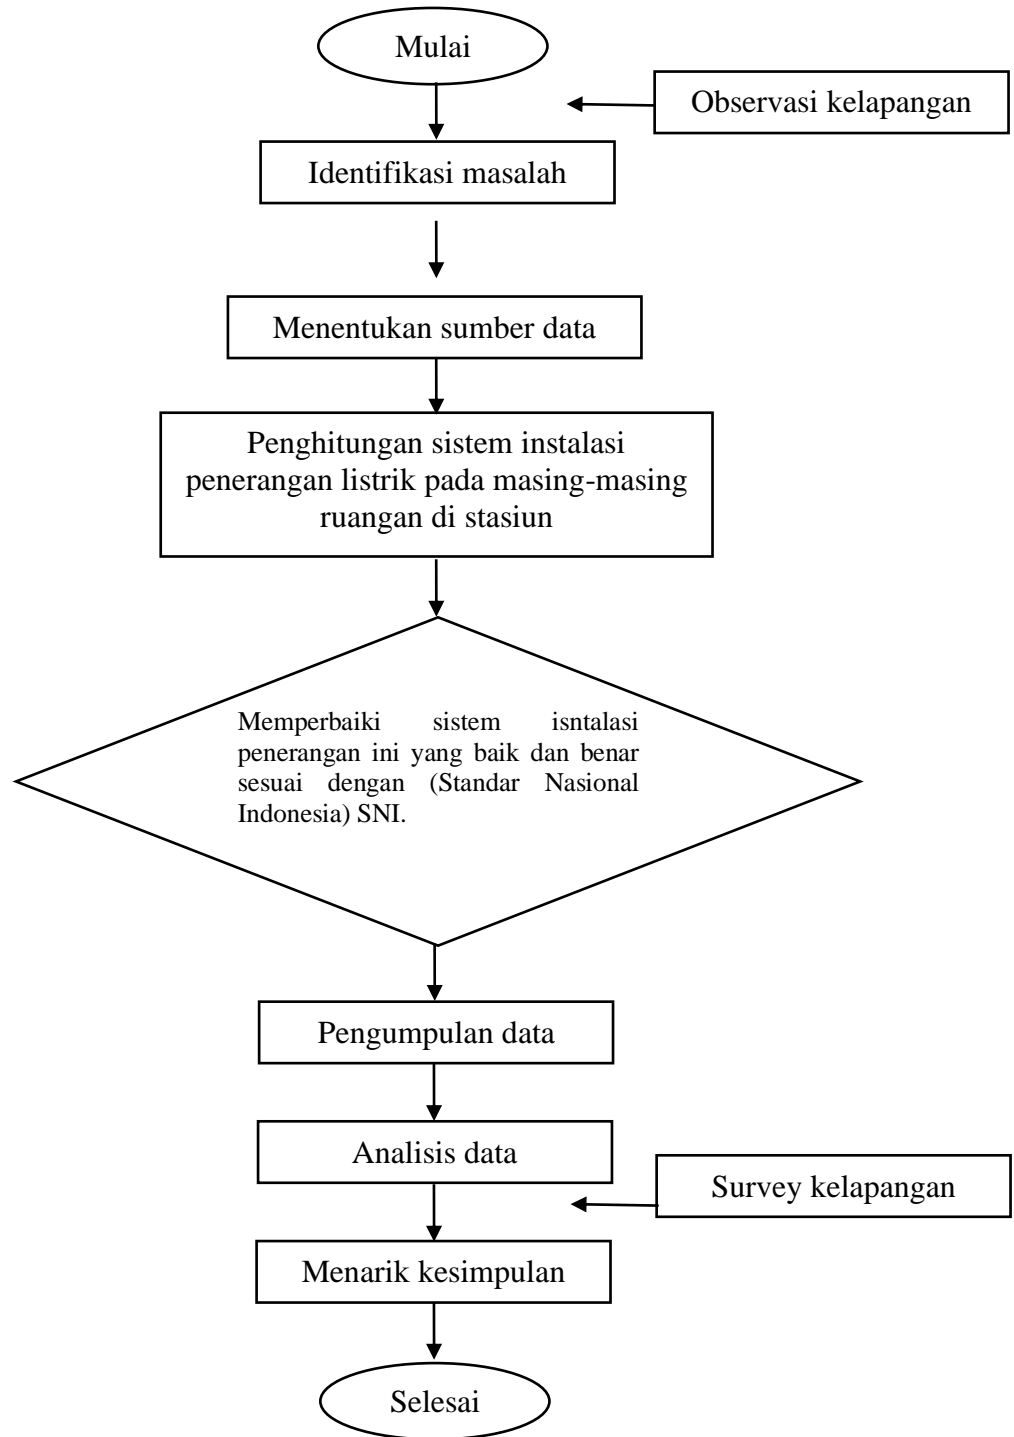 Mulai
Observasi kelapangan
Identifikasi masalah
Menentukan sumber data
Penghitungan sistem instalasi
penerangan listrik pada masing-masing
ruangan di stasiun
Memperbaiki sistem isntalasi
penerangan ini yang baik dan benar
sesuai dengan (Standar Nasional
Indonesia) SNI.
Pengumpulan data
Analisis data
Survey kelapangan
Menarik kesimpulan
Selesai